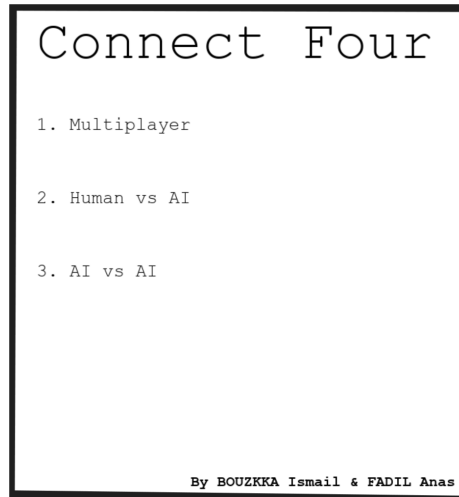 Connect Four
1. Multiplayer
2. Human vs AI
3. AI vs AI
By BOUZKKA Ismail & FADIL Anas